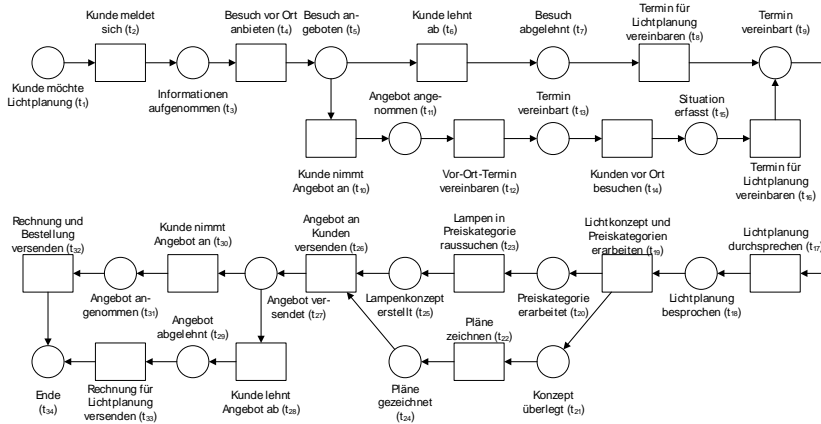 Kunde möchte
Lichtplanung (t₁)
Kunde meldet
sich (t₂)
Informationen
aufgenommen (t₃)
Besuch vor Ort
anbieten (t₄)
Besuch an-
geboten (t₅)
Kunde lehnt
ab (t₆)
Besuch
abgelehnt (t₇)
Termin für
Lichtplanung
vereinbaren (t₈)
Termin
vereinbart (t₉)
Kunde nimmt
Angebot an (t₁₀)
Angebot ange-
nommen (t₁₁)
Vor-Ort-Termin
vereinbaren (t₁₂)
Termin
vereinbart (t₁₃)
Kunden vor Ort
besuchen (t₁₄)
Situation
erfasst (t₁₅)
Termin für
Lichtplanung
vereinbaren (t₁₆)
Lichtplanung
durchsprechen (t₁₇)
Lichtplanung
besprochen (t₁₈)
Lichtkonzept und
Preiskategorien
erarbeiten (t₁₉)
Preiskategorie
erarbeitet (t₂₀)
Konzept
überlegt (t₂₁)
Pläne
zeichnen (t₂₂)
Lampen in
Preiskategorie
raussuchen (t₂₃)
Pläne
gezeichnet
(t₂₄)
Lampenkonzept
erstellt (t₂₅)
Angebot an
Kunden
versenden (t₂₆)
Angebot ver-
sendet (t₂₇)
Kunde lehnt
Angebot ab (t₂₈)
Angebot
abgelehnt (t₂₉)
Kunde nimmt
Angebot an (t₃₀)
Angebot an-
genommen (t₃₁)
Rechnung und
Bestellung
versenden (t₃₂)
Rechnung für
Lichtplanung
versenden (t₃₃)
Ende
(t₃₄)